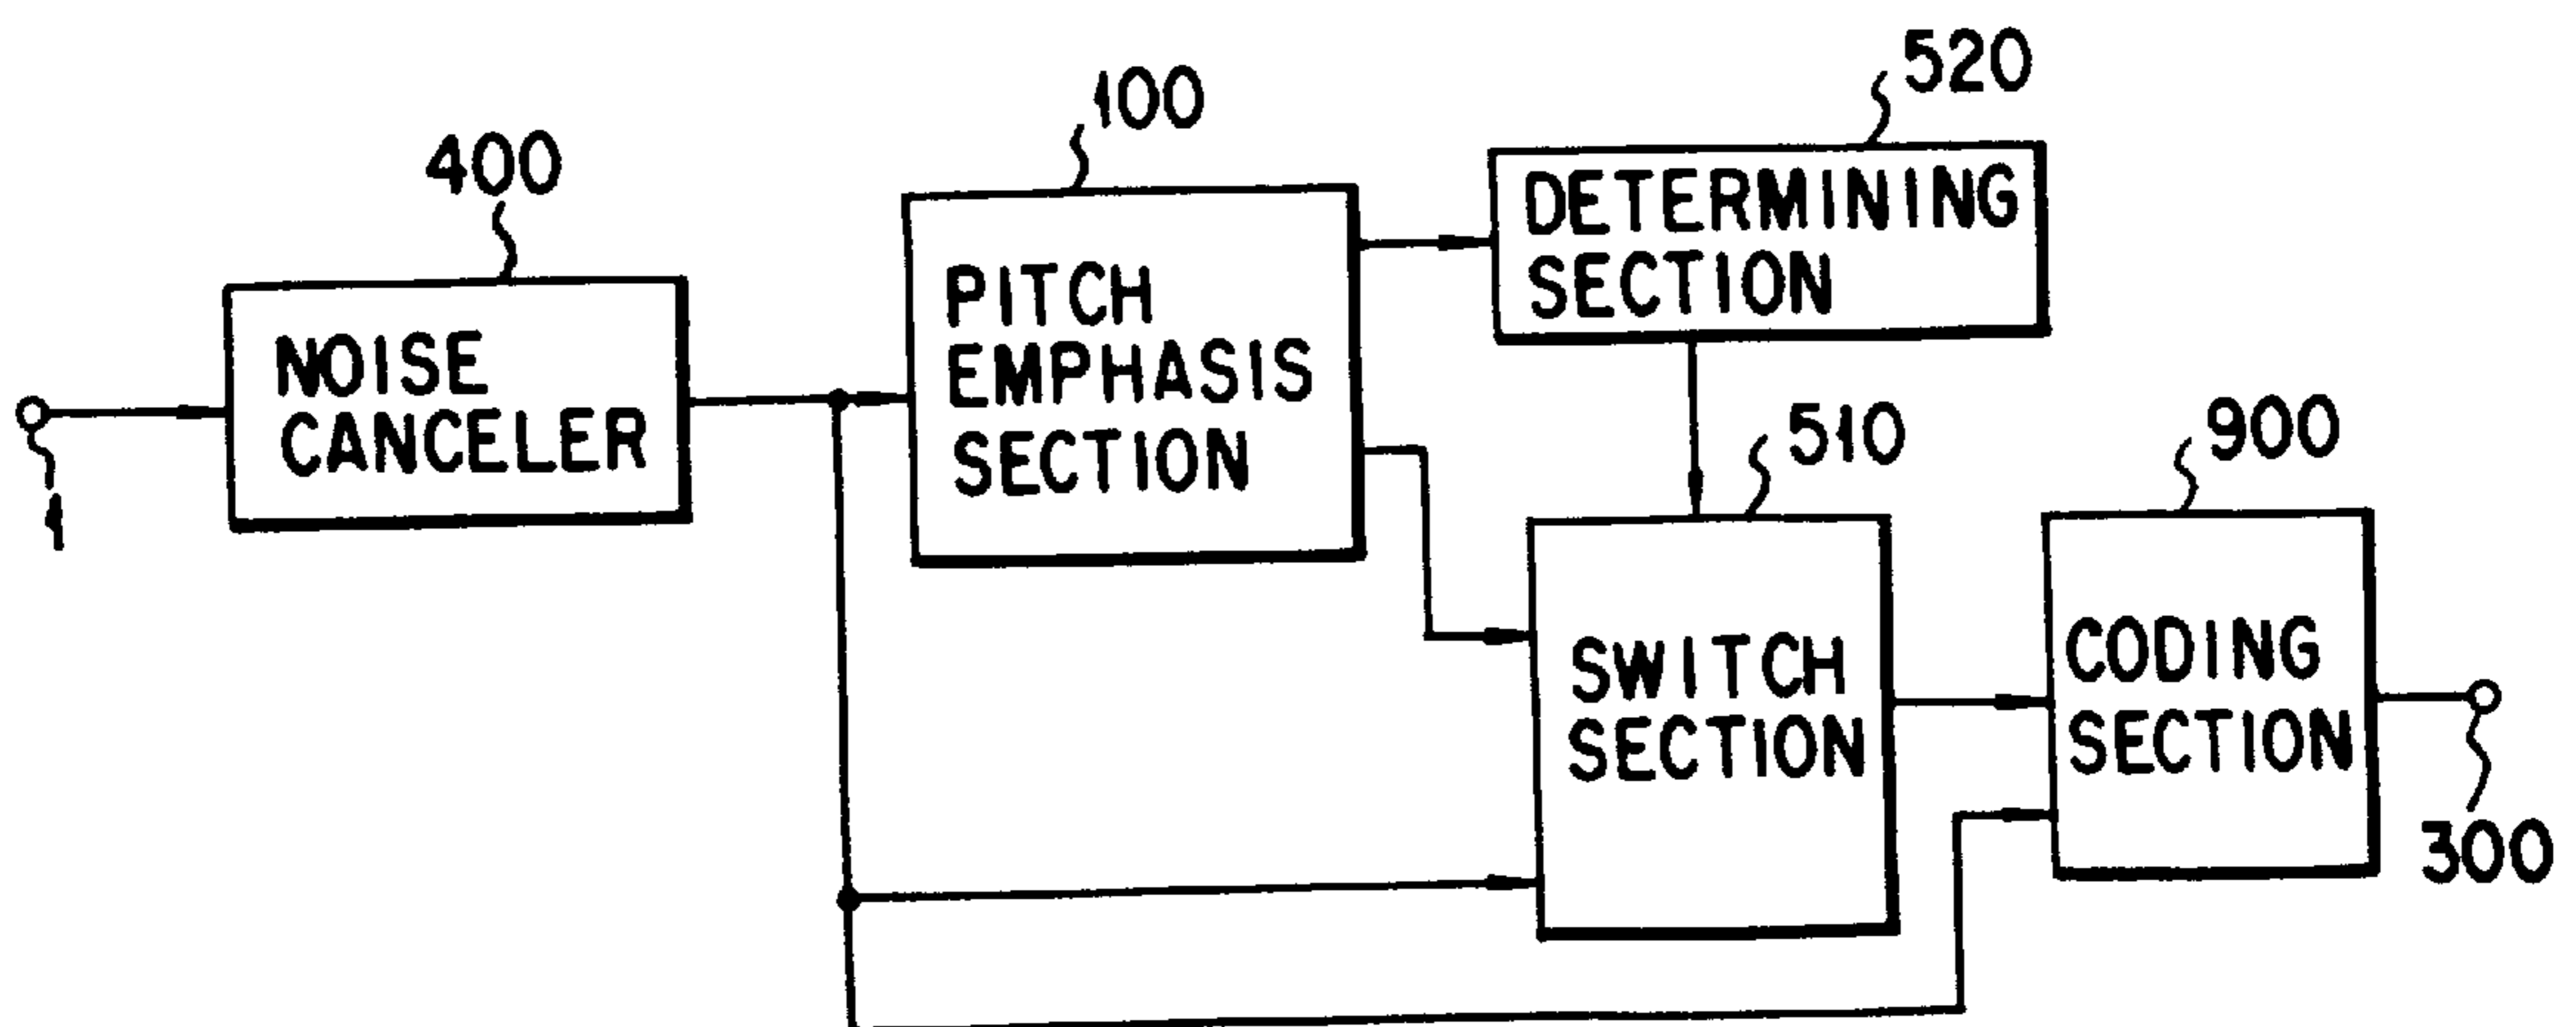 400
NOISE
CANCELER
1
100
PITCH
EMPHASIS
SECTION
520
DETERMINING
SECTION
510
SWITCH
SECTION
900
CODING
SECTION
300